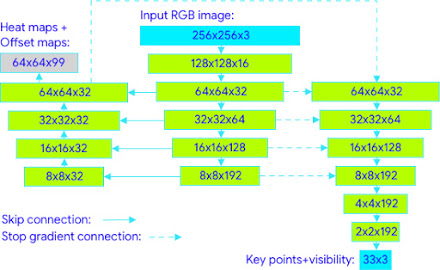 Input RGB image:
Heat maps +
Offset maps:
256x256x3
64x64x99
128x128x16
64x64x32
64x64x32
64x64x32
32x32x32
32x32x64
32x32x64
16x16x32
16x16x128
16x16x128
8x8x32
8x8x192
8x8x192
4x4x192
Skip connection:
2x2x192
Stop gradient connection:
Key points+visibility:
33x3